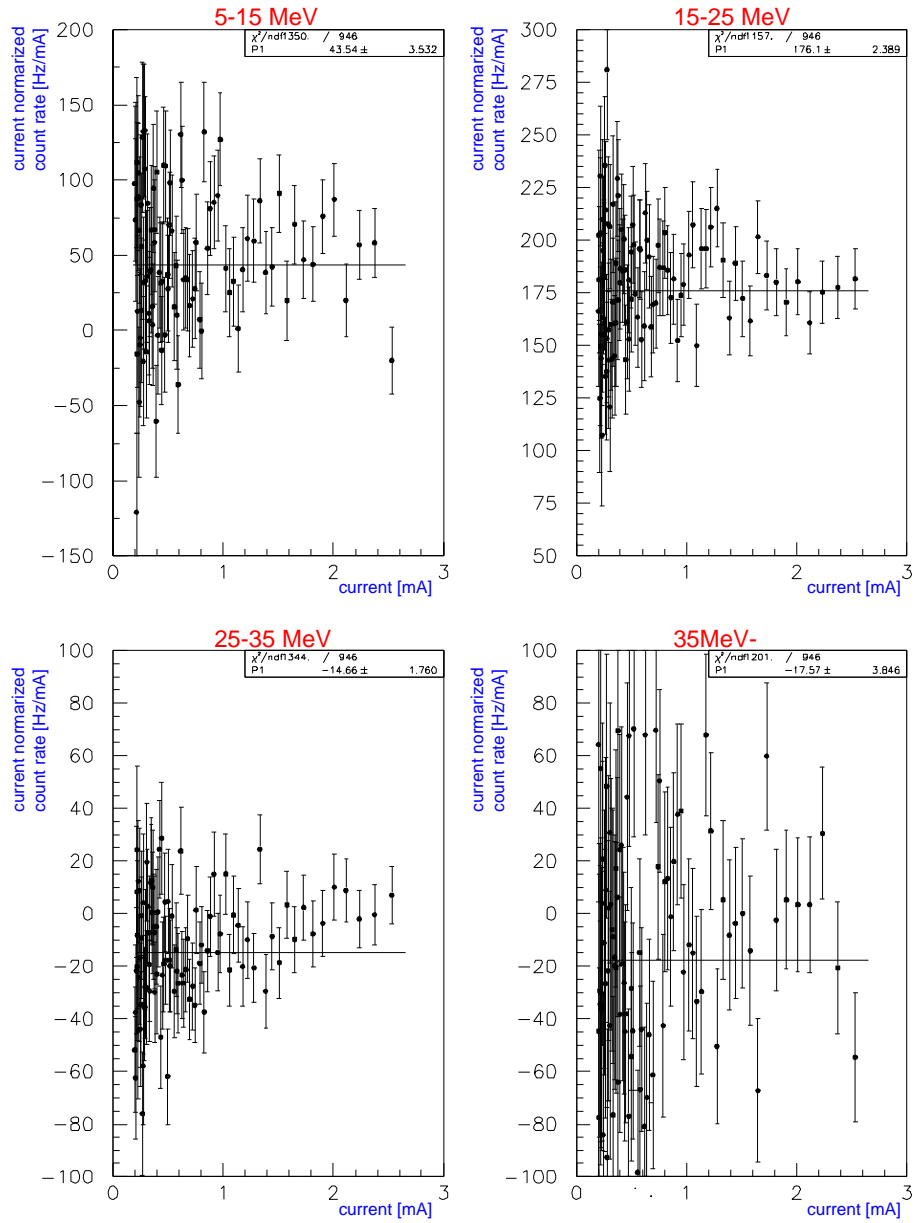 5-15 MeV
χ²/ndf1350. / 946
P1 43.54 ± 3.532
current normarized
count rate [Hz/mA]
200
150
100
50
0
−50
−100
−150
0 1 2 3
current [mA]
15-25 MeV
χ²/ndf1157. / 946
P1 176.1 ± 2.389
current normarized
count rate [Hz/mA]
300
275
250
225
200
175
150
125
100
75
50
0 1 2 3
current [mA]
25-35 MeV
χ²/ndf1344. / 946
P1 −14.66 ± 1.760
current normarized
count rate [Hz/mA]
100
80
60
40
20
0
−20
−40
−60
−80
−100
0 1 2 3
current [mA]
35MeV-
χ²/ndf1201. / 946
P1 −17.57 ± 3.846
current normarized
count rate [Hz/mA]
100
80
60
40
20
0
−20
−40
−60
−80
−100
0 1 2 3
current [mA]